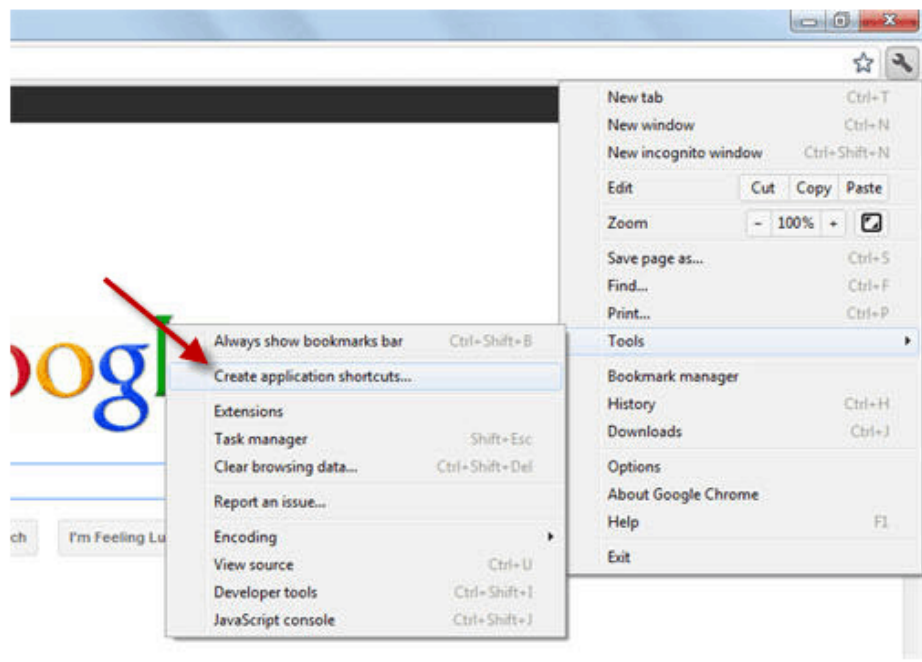 New tab Ctrl+T
New window Ctrl+N
New incognito window Ctrl+Shift+N
Edit Cut Copy Paste
Zoom - 100% +
Save page as... Ctrl+S
Find... Ctrl+F
Print... Ctrl+P
Tools
Bookmark manager
History Ctrl+H
Downloads Ctrl+J
Options
About Google Chrome
Help F1
Exit
Always show bookmarks bar Ctrl+Shift+B
Create application shortcuts...
Extensions
Task manager Shift+Esc
Clear browsing data... Ctrl+Shift+Del
Report an issue...
Encoding
View source Ctrl+U
Developer tools Ctrl+Shift+I
JavaScript console Ctrl+Shift+J
oogl
ch I'm Feeling Lu